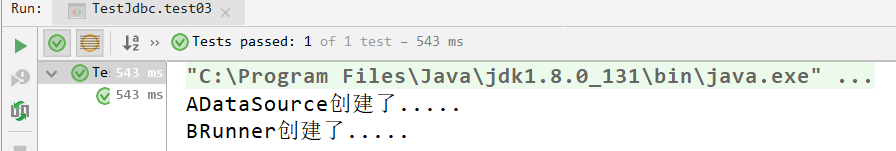 Run: TestJdbc.test03 ×
Tests passed: 1 of 1 test – 543 ms
Te: 543 ms
543 ms
"C:\Program Files\Java\jdk1.8.0_131\bin\java.exe" ...
ADataSource创建了.....
BRunner创建了.....